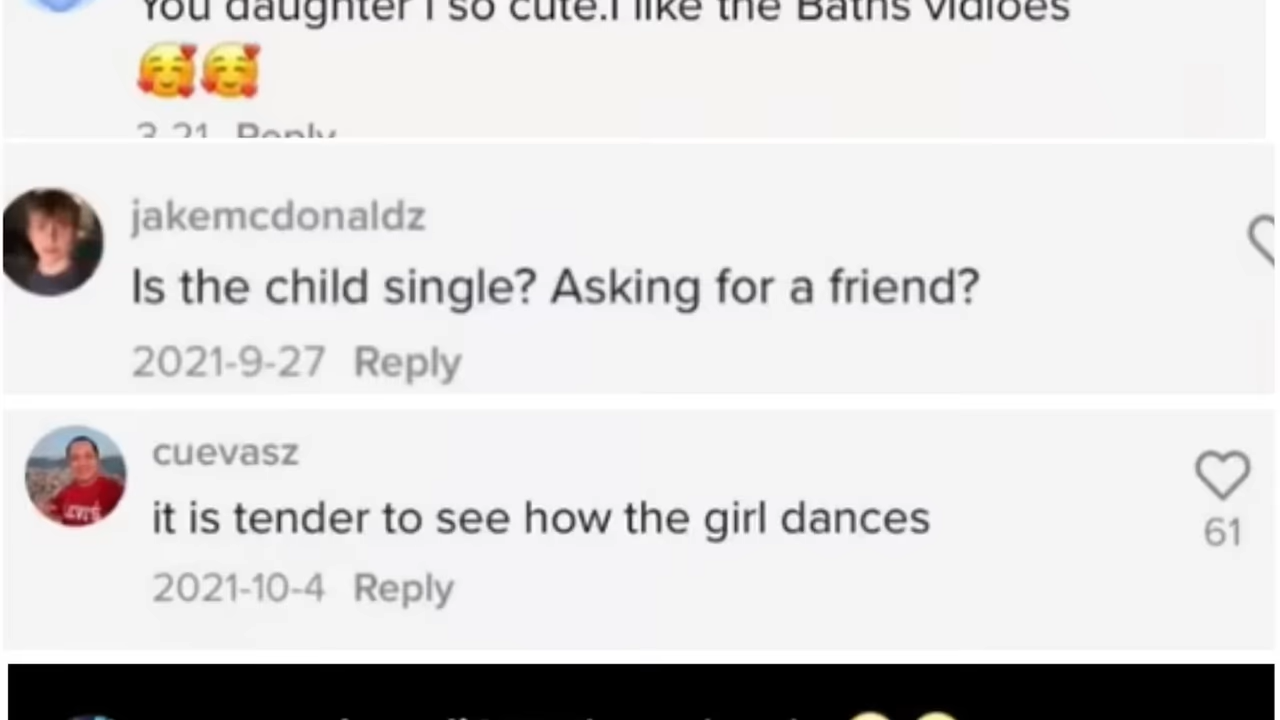 You daughter i so cute.I like the Baths vidioes
🥰🥰
3-21 Reply
jakemcdonaldz
Is the child single? Asking for a friend?
2021-9-27 Reply
cuevasz
it is tender to see how the girl dances
61
2021-10-4 Reply